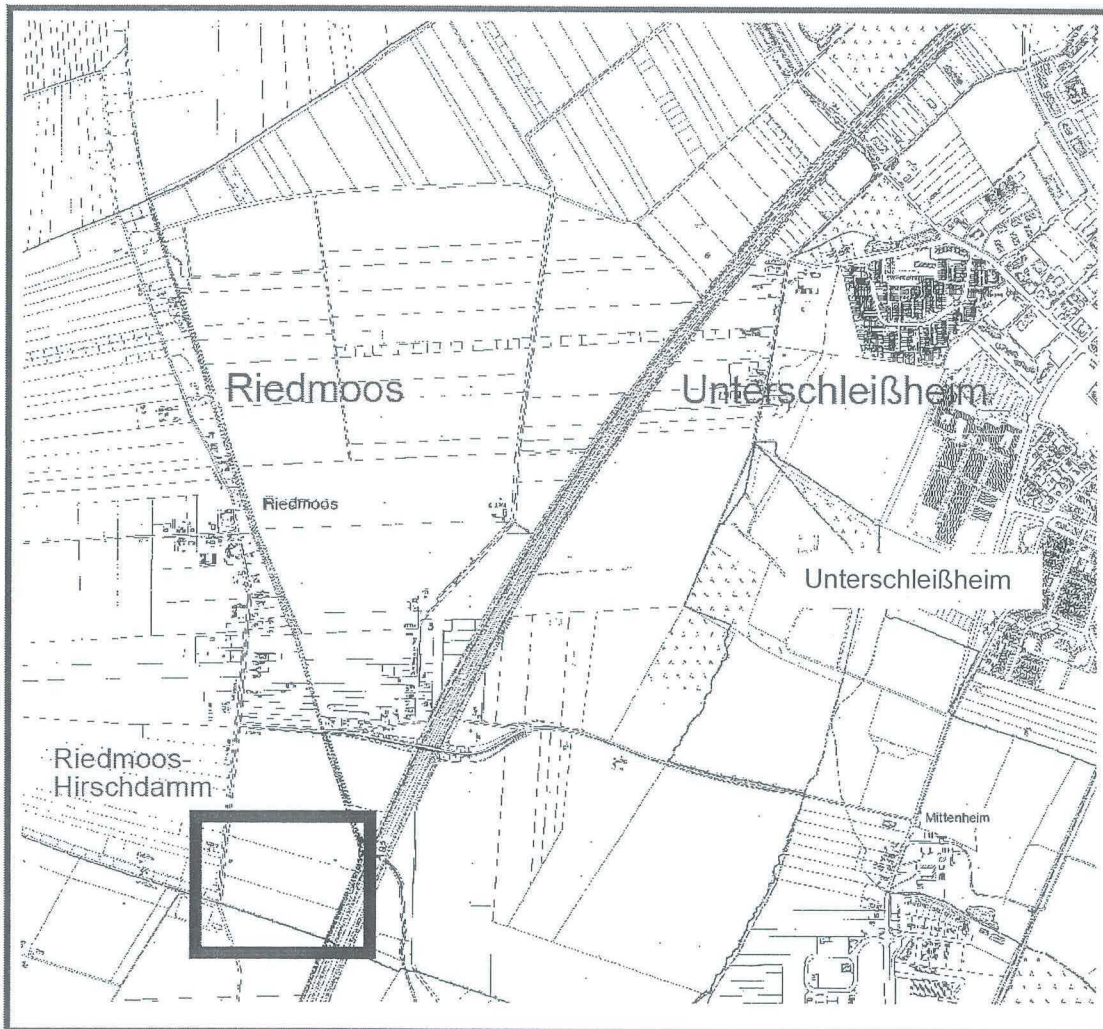 Riedmoos
Unterschleißheim
Riedmoos
Unterschleißheim
Riedmoos-
Hirschdamm
Mittenheim